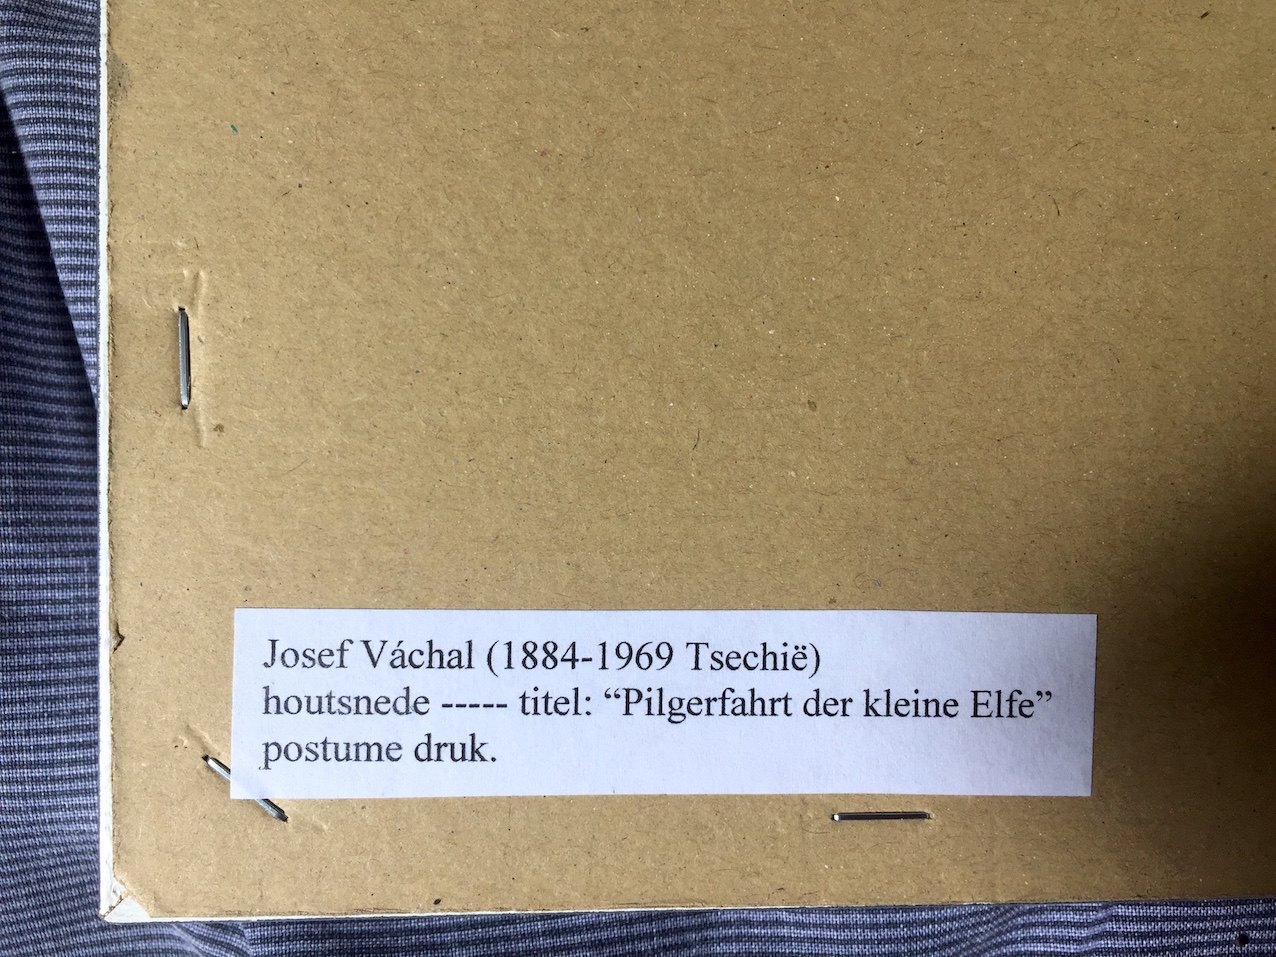 Josef Váchal (1884-1969 Tsechië)
houtsnede ----- titel: “Pilgerfahrt der kleine Elfe”
postume druk.